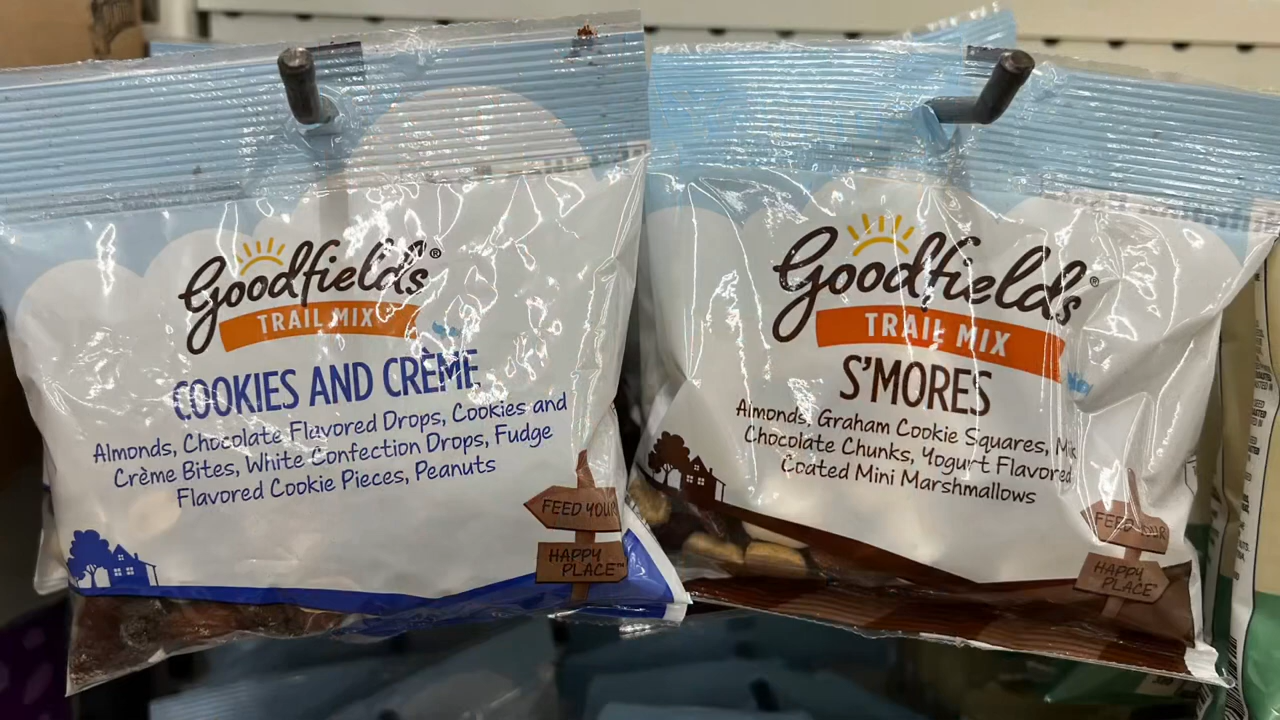 Goodfields®
TRAIL MIX
COOKIES AND CRÈME
Almonds, Chocolate Flavored Drops, Cookies and
Crème Bites, White Confection Drops, Fudge
Flavored Cookie Pieces, Peanuts
FEED YOUR
HAPPY
PLACE™
Goodfields®
TRAIL MIX
S'MORES
Almonds, Graham Cookie Squares,
Chocolate Chunks, Yogurt Flavored
Coated Mini Marshmallows
FEED YOUR
HAPPY
PLACE